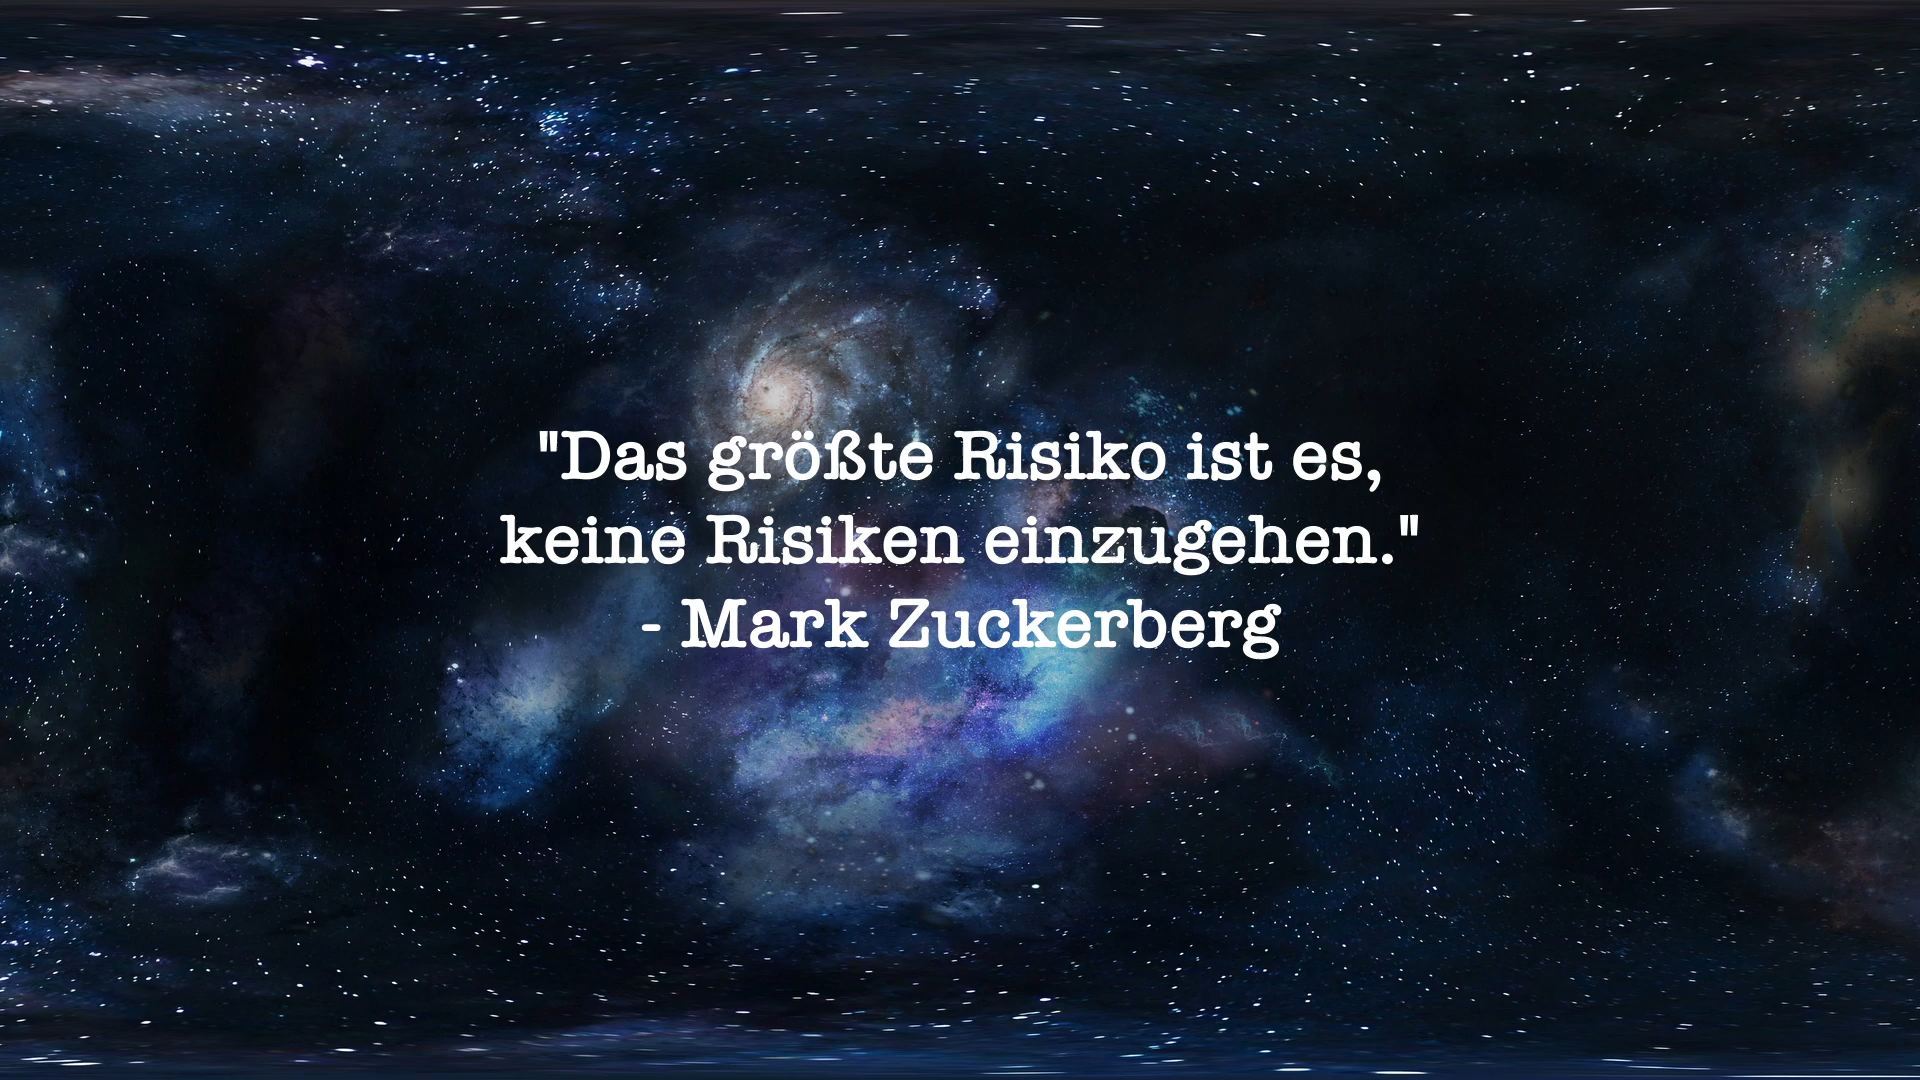 "Das größte Risiko ist es,
keine Risiken einzugehen."
- Mark Zuckerberg